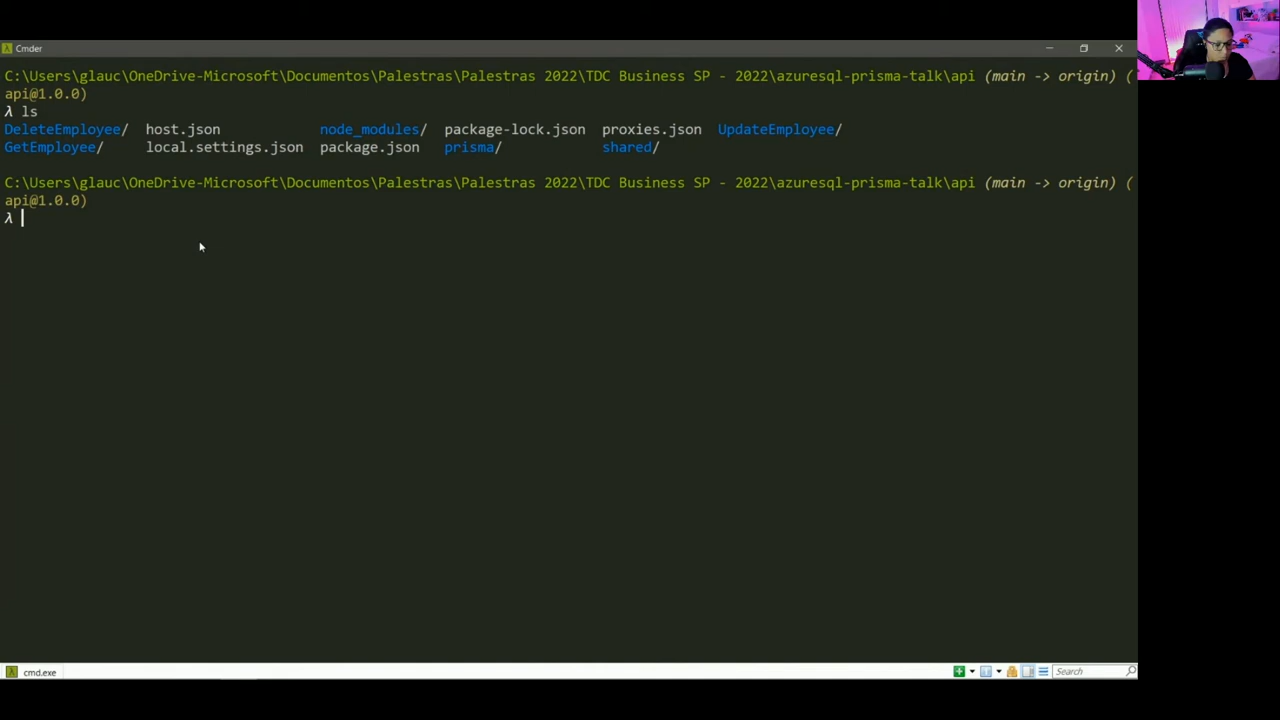 Cmder
C:\Users\glauc\OneDrive-Microsoft\Documentos\Palestras\Palestras 2022\TDC Business SP - 2022\azuresql-prisma-talk\api (main -> origin) (
api@1.0.0)
λ ls
DeleteEmployee/ host.json node_modules/ package-lock.json proxies.json UpdateEmployee/
GetEmployee/ local.settings.json package.json prisma/ shared/
C:\Users\glauc\OneDrive-Microsoft\Documentos\Palestras\Palestras 2022\TDC Business SP - 2022\azuresql-prisma-talk\api (main -> origin) (
api@1.0.0)
λ
cmd.exe Search